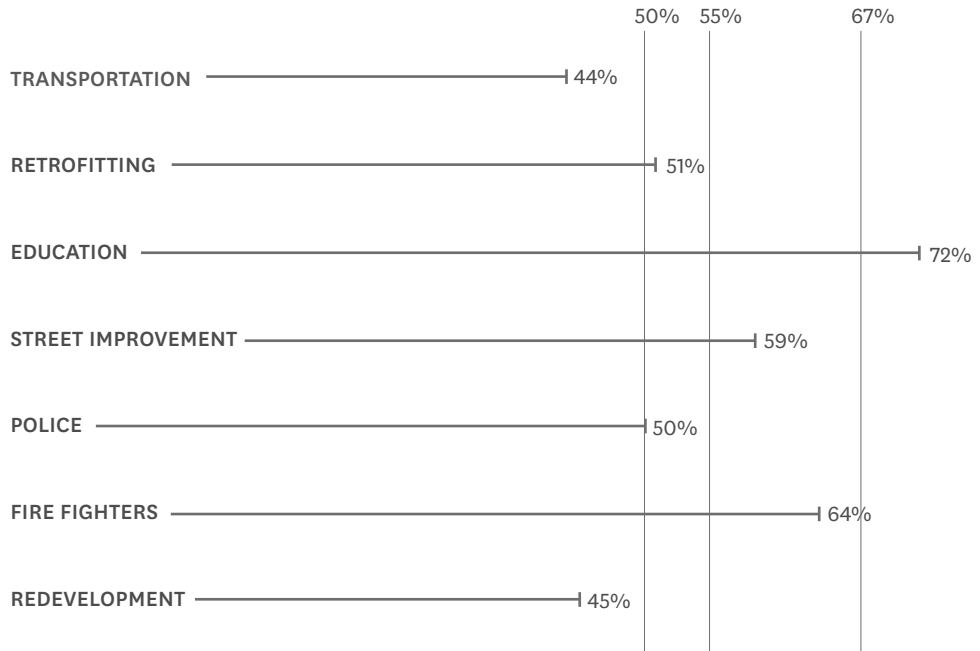 50% 55% 67%
TRANSPORTATION 44%
RETROFITTING 51%
EDUCATION 72%
STREET IMPROVEMENT 59%
POLICE 50%
FIRE FIGHTERS 64%
REDEVELOPMENT 45%